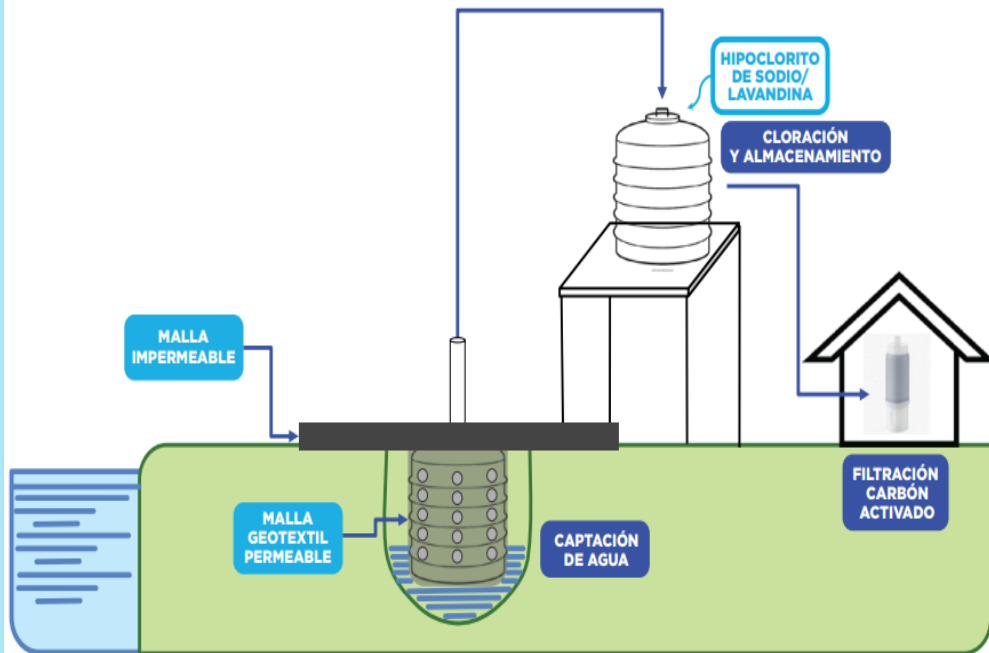 HIPOCLORITO
DE SODIO/
LAVANDINA
CLORACIÓN
Y ALMACENAMIENTO
MALLA
IMPERMEABLE
FILTRACIÓN
CARBÓN
ACTIVADO
MALLA
GEOTEXTIL
PERMEABLE
CAPTACIÓN
DE AGUA